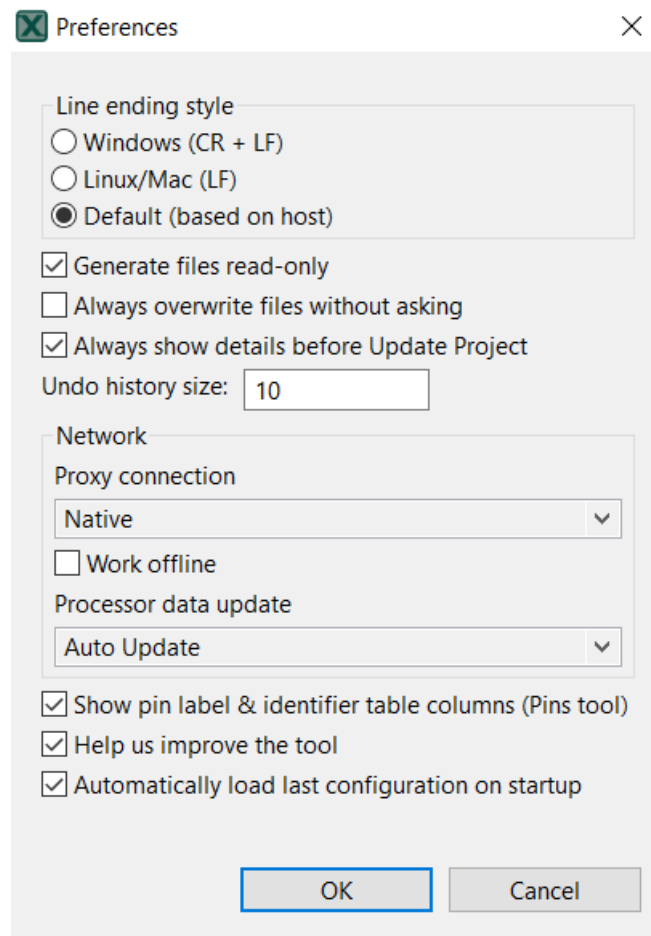 Preferences
Line ending style
Windows (CR + LF)
Linux/Mac (LF)
Default (based on host)
Generate files read-only
Always overwrite files without asking
Always show details before Update Project
Undo history size: 10
Network
Proxy connection
Native
Work offline
Processor data update
Auto Update
Show pin label & identifier table columns (Pins tool)
Help us improve the tool
Automatically load last configuration on startup
OK Cancel